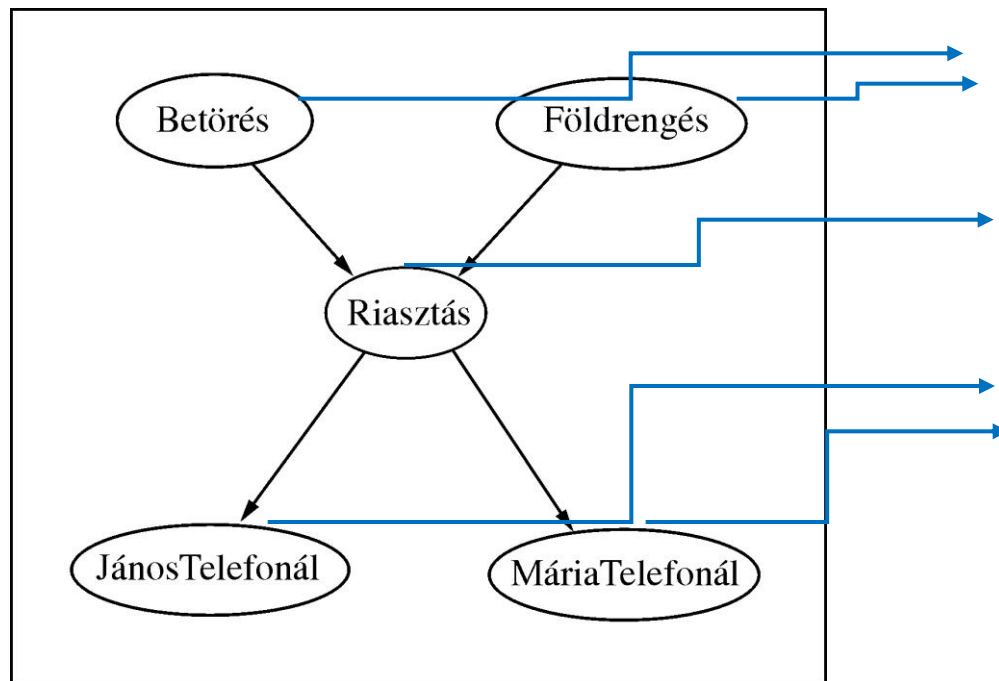 Betörés
Földrengés
Riasztás
JánosTelefonál
MáriaTelefonál